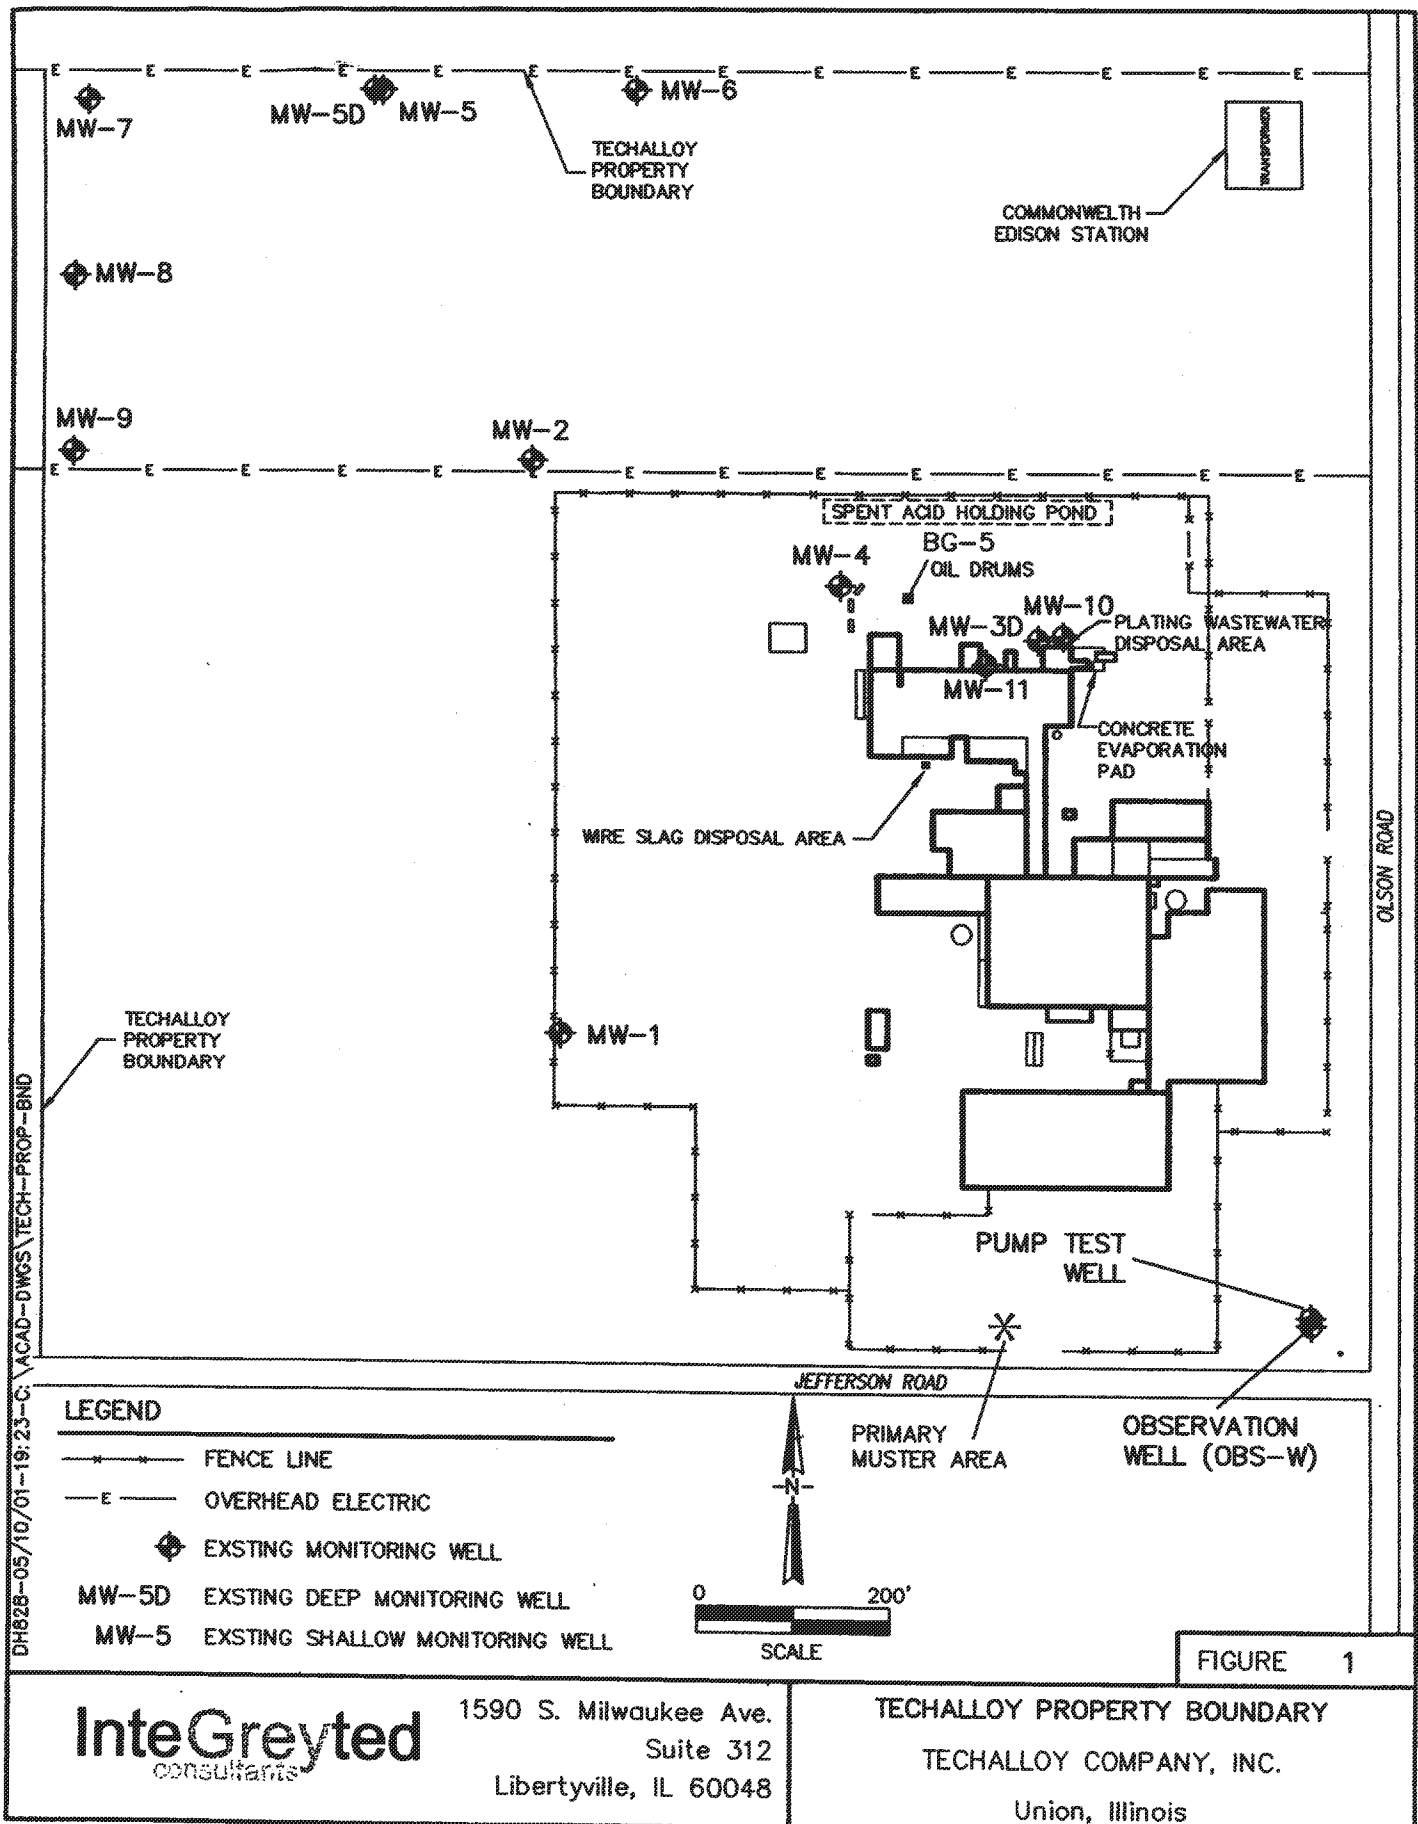 E E E E E E E E E E E E E E
MW-7
MW-5D
MW-5
MW-6
TECHALLOY
PROPERTY
BOUNDARY
TRANSFORMER
COMMONWELTH
EDISON STATION
MW-8
MW-9
MW-2
E E E E E E E E E E E E E E
SPENT ACID HOLDING POND
BG-5
OIL DRUMS
MW-4
MW-10
MW-3D
PLATING WASTEWATER
DISPOSAL AREA
MW-11
CONCRETE
EVAPORATION
PAD
WIRE SLAG DISPOSAL AREA
OLSON ROAD
TECHALLOY
PROPERTY
BOUNDARY
MW-1
PUMP TEST
WELL
JEFFERSON ROAD
PRIMARY
MUSTER AREA
OBSERVATION
WELL (OBS-W)
DH628-05/10/01-19:23-C:\ACAD-DWGS\TECH-PROP-BND
LEGEND
FENCE LINE
E OVERHEAD ELECTRIC
EXSTING MONITORING WELL
MW-5D EXSTING DEEP MONITORING WELL
MW-5 EXSTING SHALLOW MONITORING WELL
N
0 200'
SCALE
FIGURE 1
InteGreyted
consultants
1590 S. Milwaukee Ave.
Suite 312
Libertyville, IL 60048
TECHALLOY PROPERTY BOUNDARY
TECHALLOY COMPANY, INC.
Union, Illinois